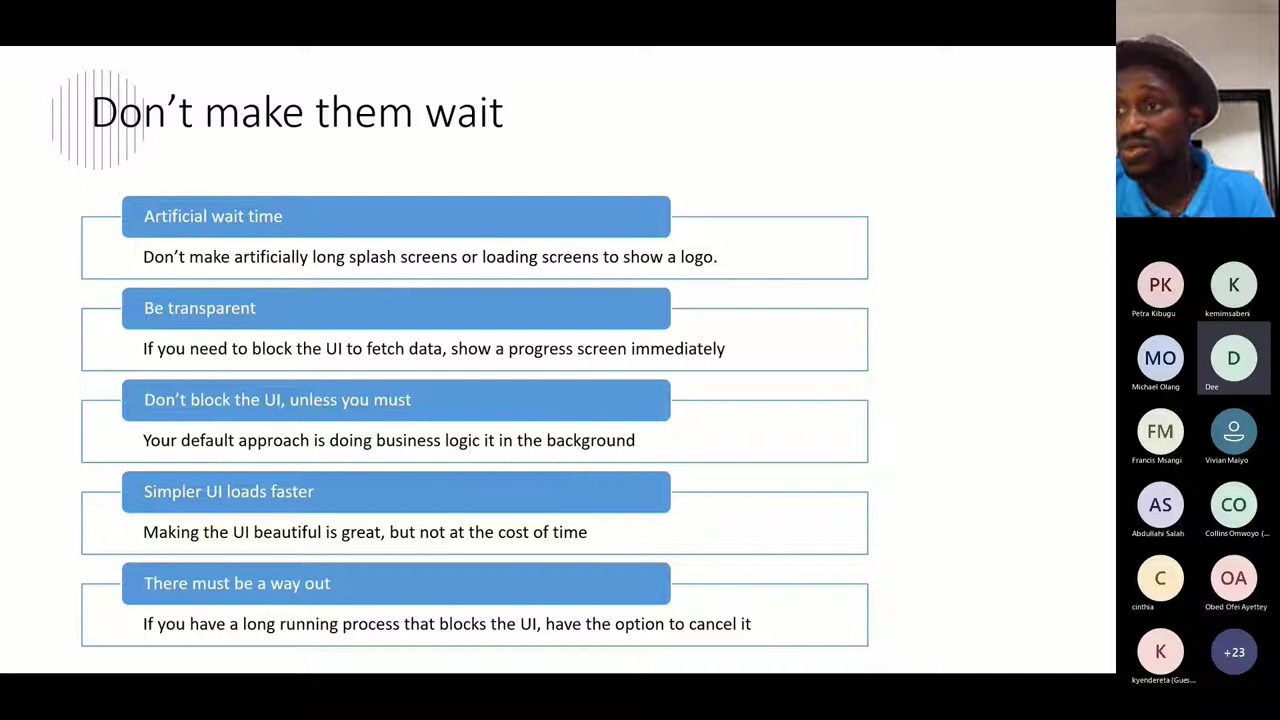 Don't make them wait
Artificial wait time
Don't make artificially long splash screens or loading screens to show a logo.
Be transparent
If you need to block the UI to fetch data, show a progress screen immediately
Don't block the UI, unless you must
Your default approach is doing business logic it in the background
Simpler UI loads faster
Making the UI beautiful is great, but not at the cost of time
There must be a way out
If you have a long running process that blocks the UI, have the option to cancel it
PK
K
Petra Kibugu
kemimsabeni
MO
D
Michael Olang
Dee
FM
Francis Msangi
Vivian Maiyo
AS
CO
Abdullahi Salah
Collins Omwoyo (...
C
OA
cinthia
Obed Ofei Ayettey
K
+23
kyendereta (Gues...